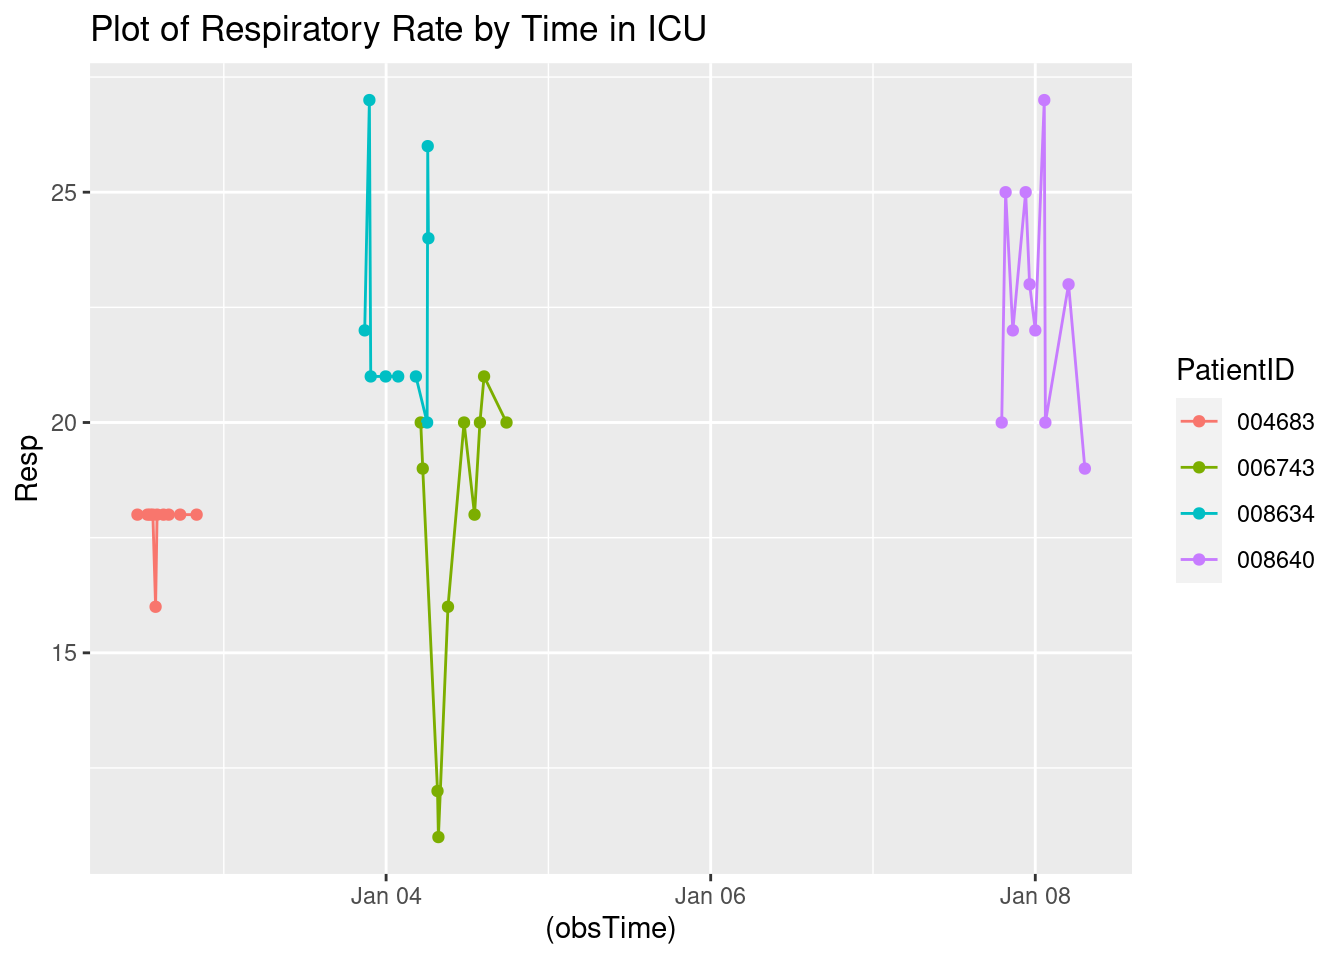 Plot of Respiratory Rate by Time in ICU
Resp
25
20
15
Jan 04
Jan 06
Jan 08
(obsTime)
PatientID
004683
006743
008634
008640